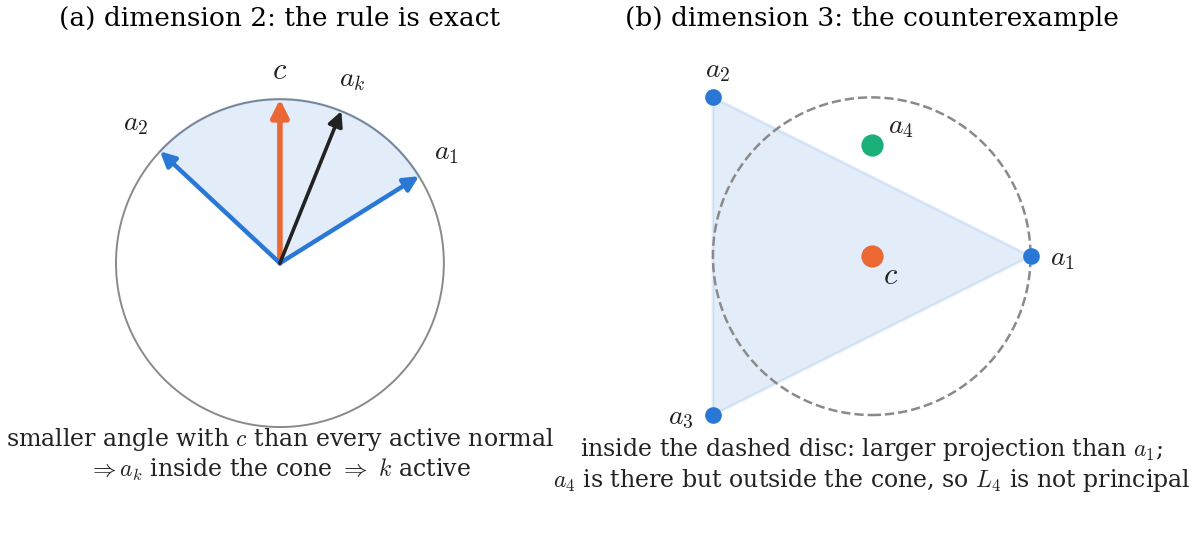 (a) dimension 2: the rule is exact
c
a_k
a_2
a_1
smaller angle with c than every active normal
⇒ a_k inside the cone ⇒ k active
(b) dimension 3: the counterexample
a_2
a_4
a_1
c
a_3
inside the dashed disc: larger projection than a_1;
a_4 is there but outside the cone, so L_4 is not principal